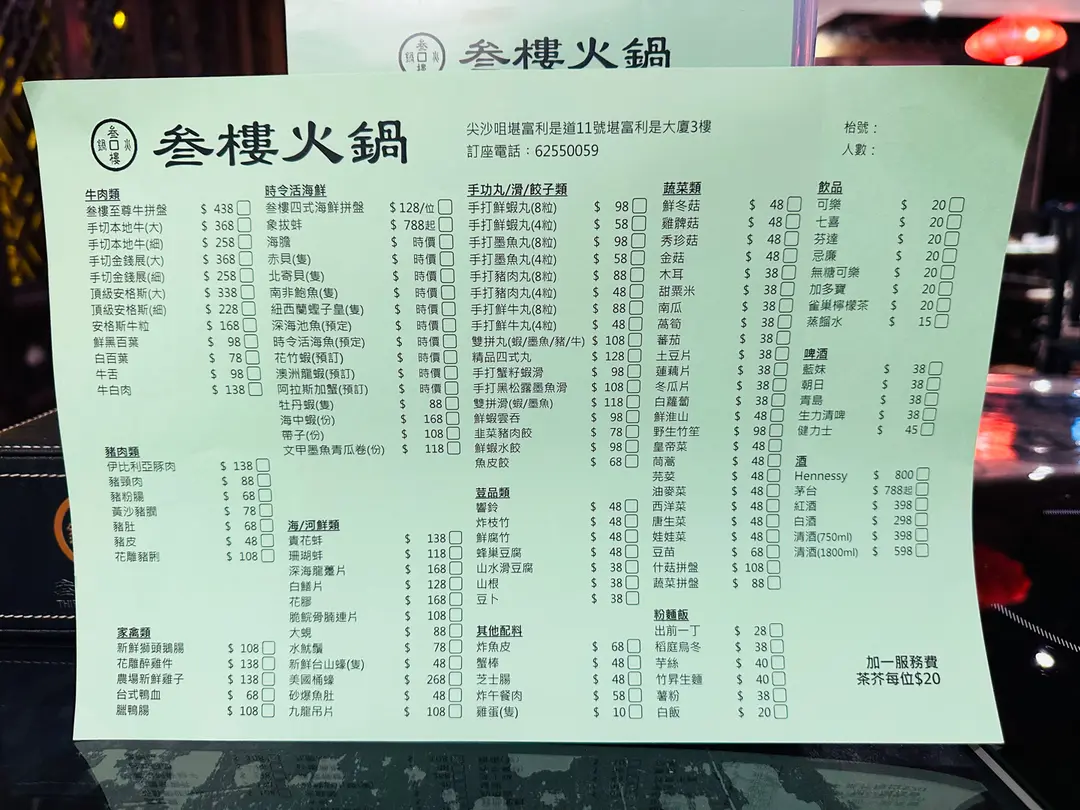 叁樓火鍋
叁樓火鍋
尖沙咀堪富利是道11號堪富利是大廈3樓
訂座電話：62550059
枱號：
人數：
牛肉類
叁樓至尊牛拼盤 $ 438
手切本地牛(大) $ 368
手切本地牛(細) $ 258
手切金錢展(大) $ 368
手切金錢展(細) $ 258
頂級安格斯(大) $ 338
頂級安格斯(細) $ 228
安格斯牛粒 $ 168
鮮黑百葉 $ 98
白百葉 $ 78
牛舌 $ 98
牛白肉 $ 138
豬肉類
伊比利亞豚肉 $ 138
豬頸肉 $ 88
豬粉腸 $ 68
黃沙豬膶 $ 78
豬肚 $ 68
豬皮 $ 48
花雕豬脷 $ 108
家禽類
新鮮獅頭鵝腸 $ 108
花雕醉雞件 $ 138
農場新鮮雞子 $ 138
台式鴨血 $ 68
鴨腸 $ 108
時令活海鮮
叁樓四式海鮮拼盤 $ 128/位
象拔蚌 $ 788起
海膽 $ 時價
赤貝(隻) $ 時價
北寄貝(隻) $ 時價
南非鮑魚(隻) $ 時價
紐西蘭蟶子皇(隻) $ 時價
深海池魚(預定) $ 時價
時令活海魚(預定) $ 時價
花竹蝦(預訂) $ 時價
澳洲龍蝦(預訂) $ 時價
阿拉斯加蟹(預訂) $ 時價
牡丹蝦(隻) $ 88
海中蝦(份) $ 168
帶子(份) $ 108
文甲墨魚青瓜卷(份) $ 118
海/河鮮類
貴花蚌 $ 138
珊瑚蚌 $ 118
深海龍躉片 $ 168
白鱔片 $ 128
花膠 $ 168
脆鯇骨腩連片 $ 108
大蜆 $ 88
水魷鬚 $ 78
新鮮台山蠔(隻) $ 48
美國桶蠔 $ 268
砂爆魚肚 $ 48
九龍吊片 $ 108
手功丸/滑/餃子類
手打鮮蝦丸(8粒) $ 98
手打鮮蝦丸(4粒) $ 58
手打墨魚丸(8粒) $ 98
手打墨魚丸(4粒) $ 58
手打豬肉丸(8粒) $ 88
手打豬肉丸(4粒) $ 48
手打鮮牛丸(8粒) $ 88
手打鮮牛丸(4粒) $ 48
雙拼丸(蝦/墨魚/豬/牛) $ 108
精品四式丸 $ 128
手打蟹籽蝦滑 $ 98
手打黑松露墨魚滑 $ 108
雙拼滑(蝦/墨魚) $ 118
鮮蝦雲吞 $ 98
韭菜豬肉餃 $ 78
鮮蝦水餃 $ 98
魚皮餃 $ 68
荳品類
響鈴 $ 48
炸枝竹 $ 48
鮮腐竹 $ 48
蜂巢豆腐 $ 48
山水滑豆腐 $ 38
山根 $ 38
豆卜 $ 38
其他配料
炸魚皮 $ 68
蟹棒 $ 48
芝士腸 $ 48
炸午餐肉 $ 58
雞蛋(隻) $ 10
蔬菜類
鮮冬菇 $ 48
雞髀菇 $ 48
秀珍菇 $ 48
金菇 $ 48
木耳 $ 38
甜粟米 $ 38
南瓜 $ 38
萵筍 $ 38
蕃茄 $ 38
土豆片 $ 38
蓮藕片 $ 38
冬瓜片 $ 38
白蘿蔔 $ 38
鮮淮山 $ 48
野生竹笙 $ 98
皇帝菜 $ 48
茼蒿 $ 48
芫荽 $ 48
油麥菜 $ 48
西洋菜 $ 48
唐生菜 $ 48
娃娃菜 $ 48
豆苗 $ 68
什菇拼盤 $ 108
蔬菜拼盤 $ 88
粉麵飯
出前一丁 $ 28
稻庭烏冬 $ 38
芋絲 $ 40
竹昇生麵 $ 40
薯粉 $ 38
白飯 $ 20
飲品
可樂 $ 20
七喜 $ 20
芬達 $ 20
忌廉 $ 20
無糖可樂 $ 20
加多寶 $ 20
雀巢檸檬茶 $ 20
蒸餾水 $ 15
啤酒
藍妹 $ 38
朝日 $ 38
青島 $ 38
生力清啤 $ 38
健力士 $ 45
酒
Hennessy $ 800
茅台 $ 788起
紅酒 $ 398
白酒 $ 298
清酒(750ml) $ 398
清酒(1800ml) $ 598
加一服務費
茶芥每位$20